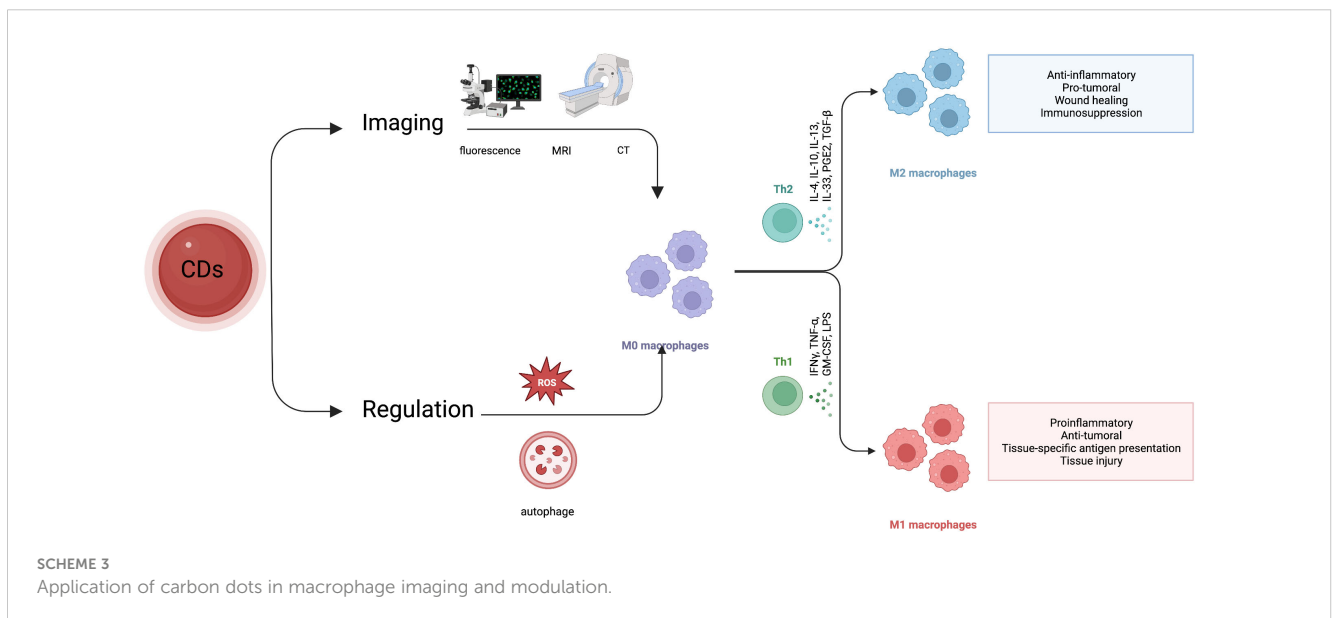 CDs
Imaging
fluorescence
MRI
CT
Regulation
ROS
autophage
M0 macrophages
Th2
IL-4, IL-10, IL-13,
IL-33, PGE2, TGF-β
Th1
IFNγ, TNF-α,
GM-CSF, LPS
M2 macrophages
Anti-inflammatory
Pro-tumoral
Wound healing
Immunosuppression
M1 macrophages
Proinflammatory
Anti-tumoral
Tissue-specific antigen presentation
Tissue injury
SCHEME 3
Application of carbon dots in macrophage imaging and modulation.